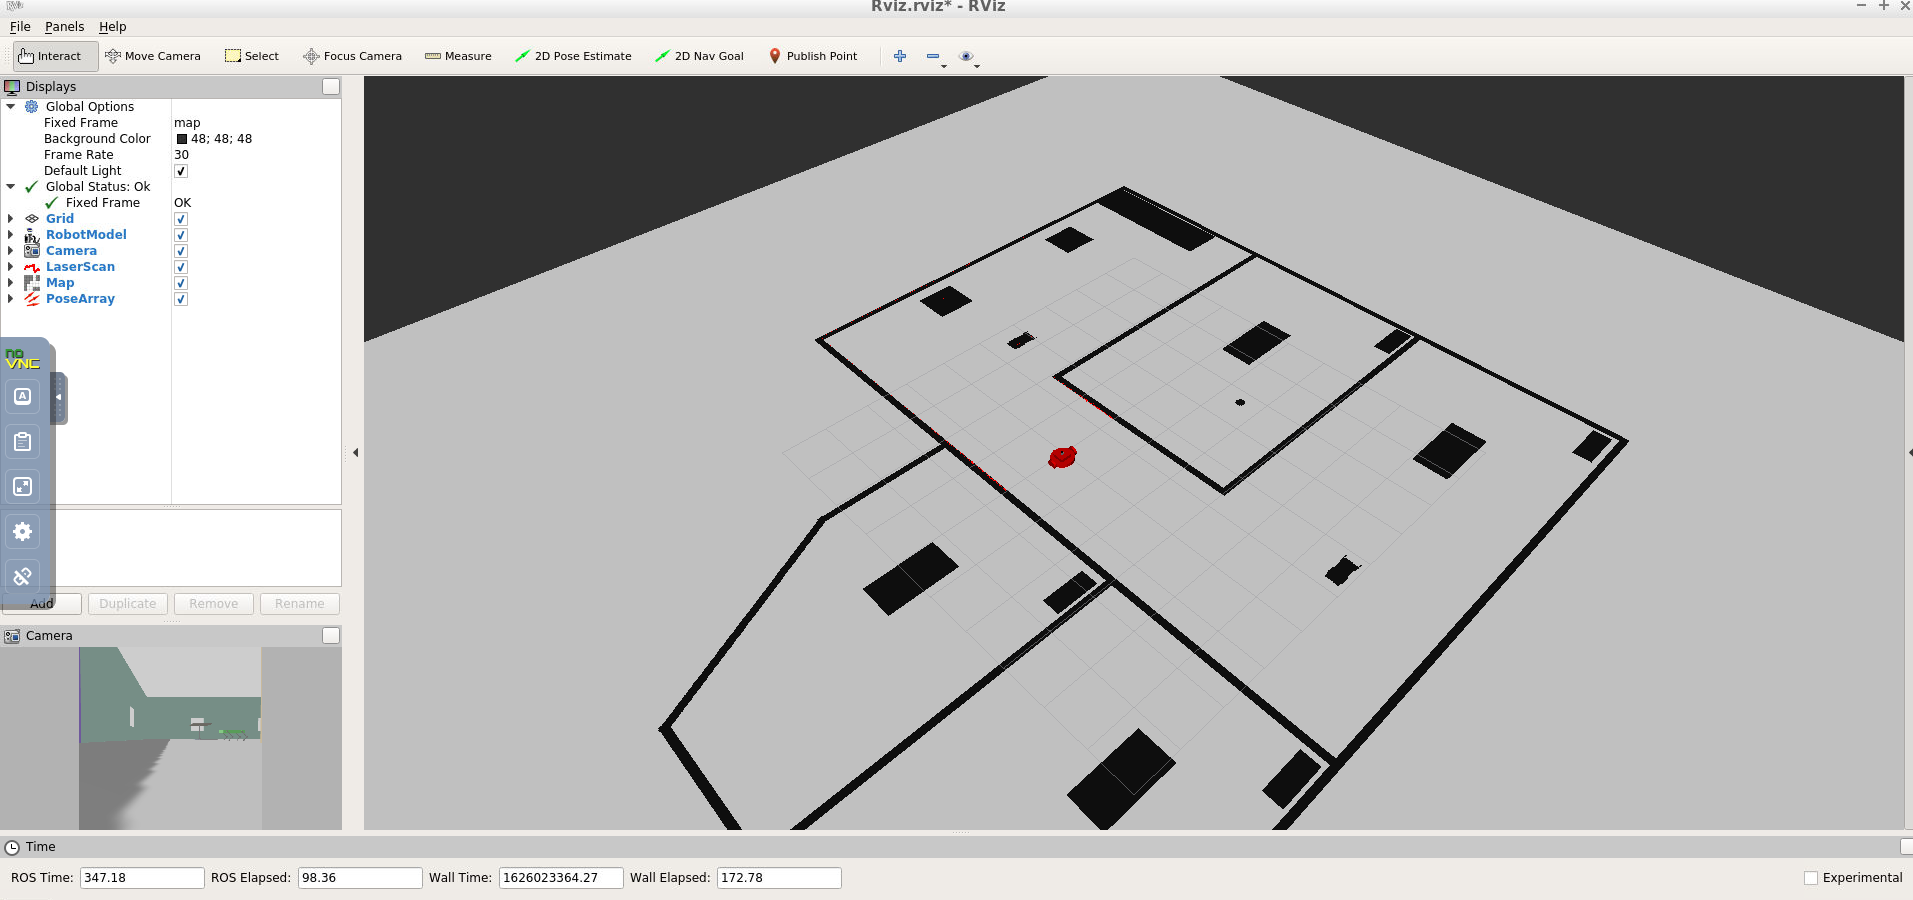 Rviz.rviz* - RViz
File Panels Help
Interact Move Camera Select Focus Camera Measure 2D Pose Estimate 2D Nav Goal Publish Point
Displays
Global Options
Fixed Frame map
Background Color 48; 48; 48
Frame Rate 30
Default Light
Global Status: Ok
Fixed Frame OK
Grid
RobotModel
Camera
LaserScan
Map
PoseArray
no
VNC
A
Add Duplicate Remove Rename
Camera
Time
ROS Time: 347.18 ROS Elapsed: 98.36 Wall Time: 1626023364.27 Wall Elapsed: 172.78 Experimental